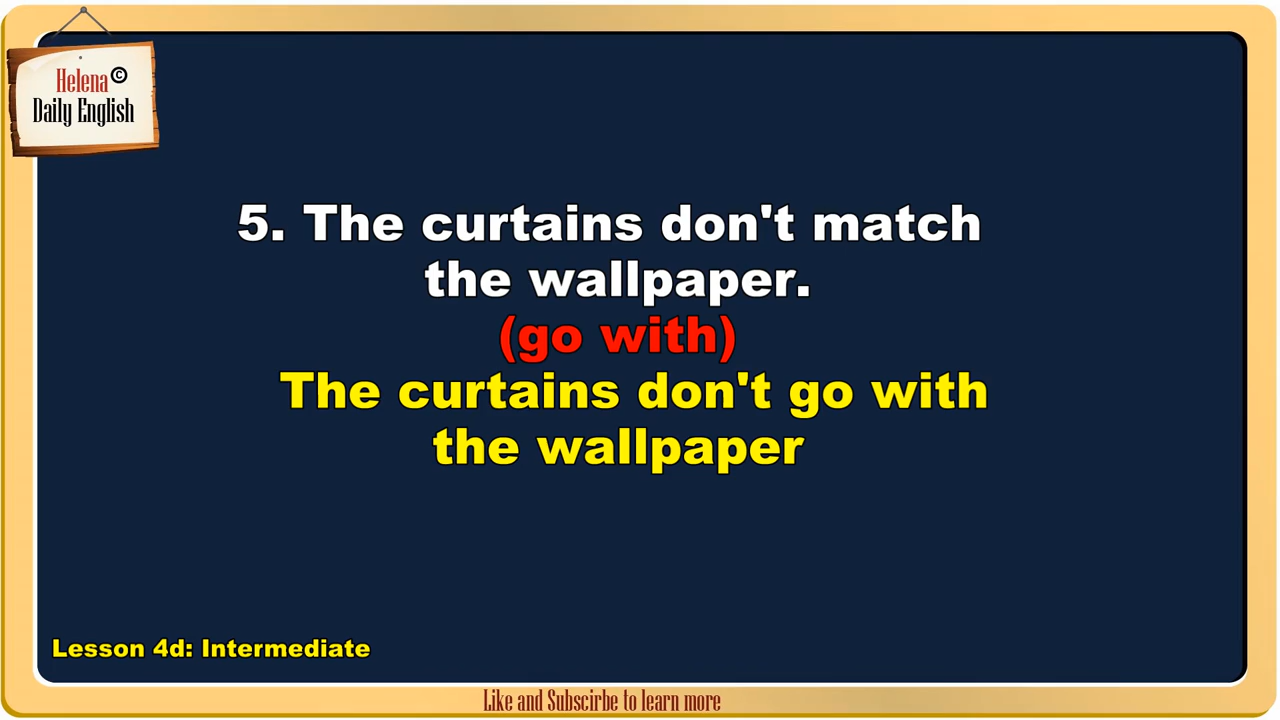 Helena ©
Daily English
5. The curtains don't match
the wallpaper.
(go with)
The curtains don't go with
the wallpaper
Lesson 4d: Intermediate
Like and Subscirbe to learn more